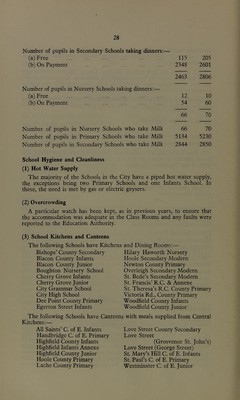 28
Number of pupils in Secondary Schools taking dinners:—
(a) Free 115 205
(b) On Payment 2348 2601
2463 2806
Number of pupils in Nursery Schools taking dinners:—
(a) Free 12 10
(b) On Payment 54 60
66 70
Number of pupils in Nursery Schools who take Milk 66 70
Number of pupils in Primary Schools who take Milk 5134 5230
Number of pupils in Secondary Schools who take Milk 2844 2850
School Hygiene and Cleanliness
(1) Hot Water Supply
The majority of the Schools in the City have a piped hot water supply,
the exceptions being two Primary Schools and one Infants School. In
these, the need is met by gas or electric geysers.
(2) Overcrowding
A particular watch has been kept, as in previous years, to ensure that
the accommodation was adequate in the Class Rooms and any faults were
reported to the Education Authority.
(3) School Kitchens and Canteens
The following Schools have Kitchens and Dining Rooms—
Bishops' County Secondary Hilary Haworth Nursery
Blacon County Infants Hoole Secondary Modern
Blacon County Junior Newton County Primary
Boughton Nursery School Overleigh Secondary Modern
Cherry Grove Infants St. Bede's Secondary Modern
Cherry Grove Junior St. Francis' R.C. & Annexe
City Grammar School St. Theresa's R.C. County Primary
City High School Victoria Rd., County Primary
Dee Point County Primary Woodfield County Infants
Egerton Street Infants Woodfield County Junior
The following Schools have Canteens with meals supplied from Central
Kitchens:—
All Saints' C. of E. Infants Love Street County Secondary
Handbridge C. of E. Primary Love Street
Highfield County Infants (Grosvenor St. John's)
Highfield Infants Annexe Love Street (George Street)
Highfield County Junior St. Mary's Hill C. of E. Infants
Hoole County Primary St. Paul's C. of E. Primary
Lache County Primary Westminster C. of E. Junior